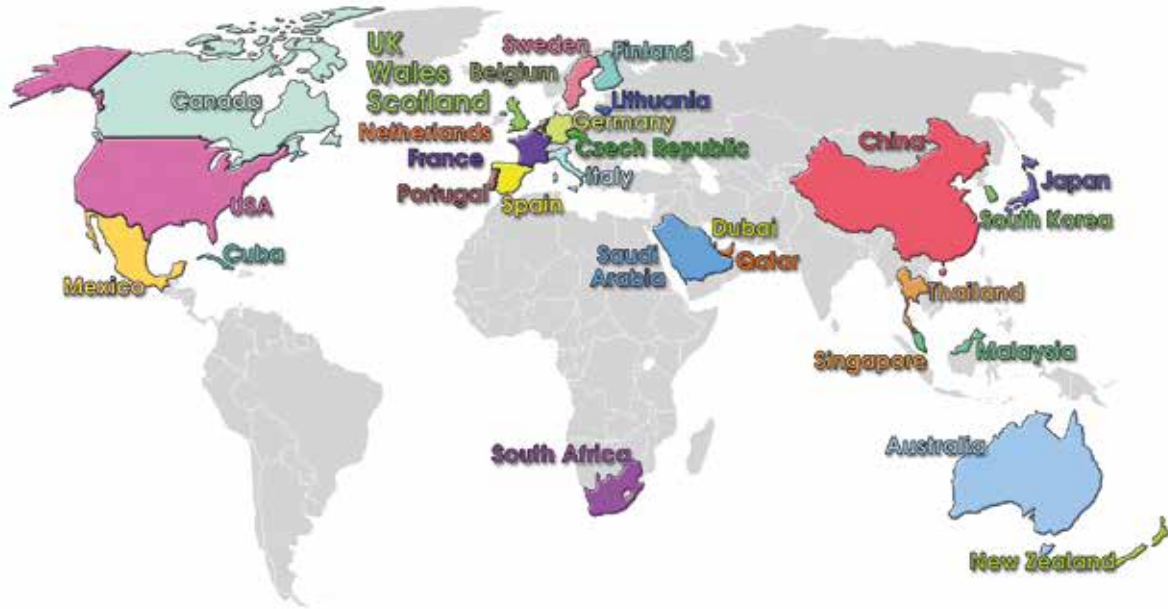 UK
Wales
Scotland
Sweden
Finland
Belgium
Canada
Lithuania
Netherlands
Germany
Czech Republic
France
Italy
Portugal
Spain
USA
China
Japan
South Korea
Cuba
Mexico
Dubai
Saudi
Arabia
Qatar
Thailand
Singapore
Malaysia
South Africa
Australia
New Zealand